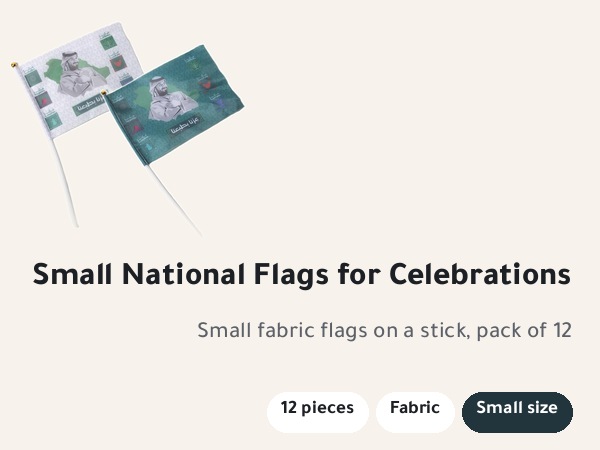 Small National Flags for Celebrations
Small fabric flags on a stick, pack of 12
12 pieces
Fabric
Small size